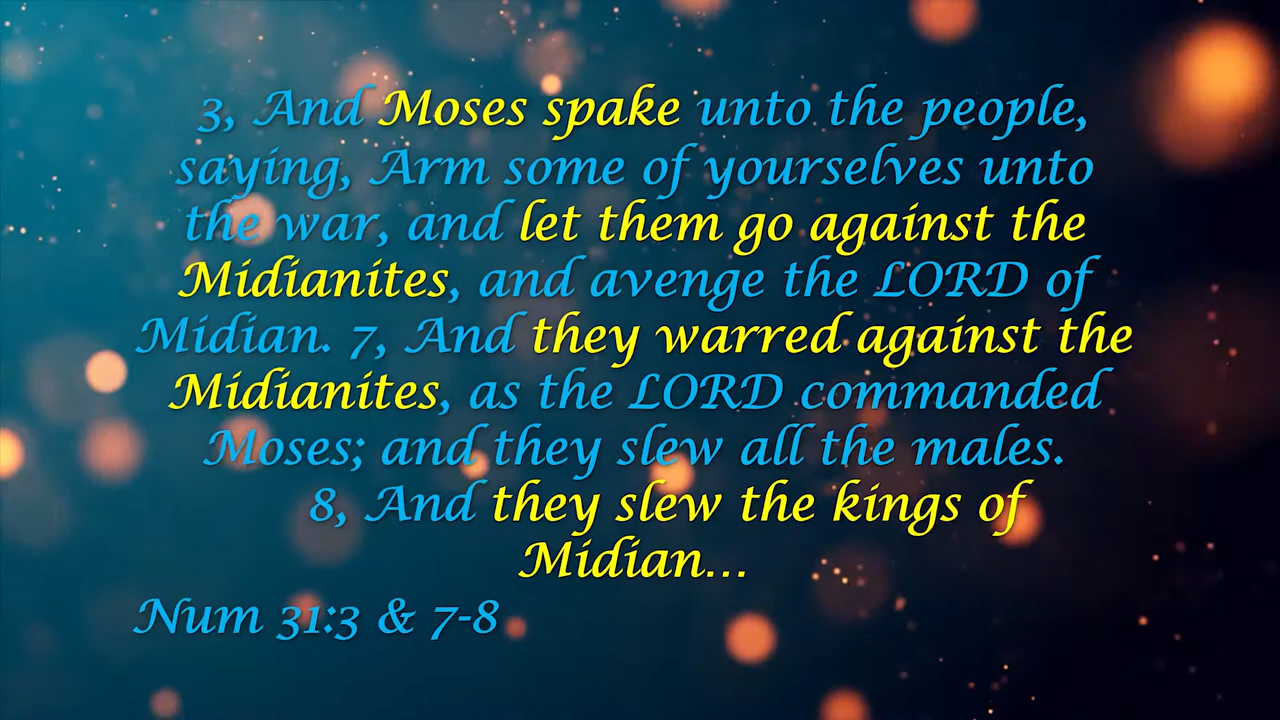 3, And Moses spake unto the people,
saying, Arm some of yourselves unto
the war, and let them go against the
Midianites, and avenge the LORD of
Midian. 7, And they warred against the
Midianites, as the LORD commanded
Moses; and they slew all the males.
8, And they slew the kings of
Midian...
Num 31:3 & 7-8